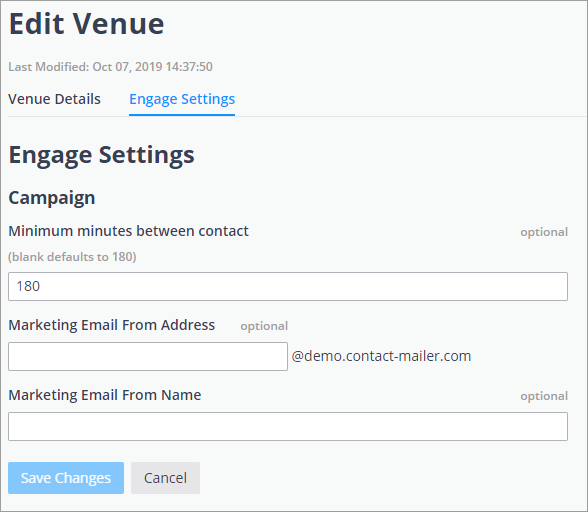 Edit Venue
Last Modified: Oct 07, 2019 14:37:50
Venue Details Engage Settings
Engage Settings
Campaign
Minimum minutes between contact optional
(blank defaults to 180)
180
Marketing Email From Address optional
@demo.contact-mailer.com
Marketing Email From Name optional
Save Changes Cancel